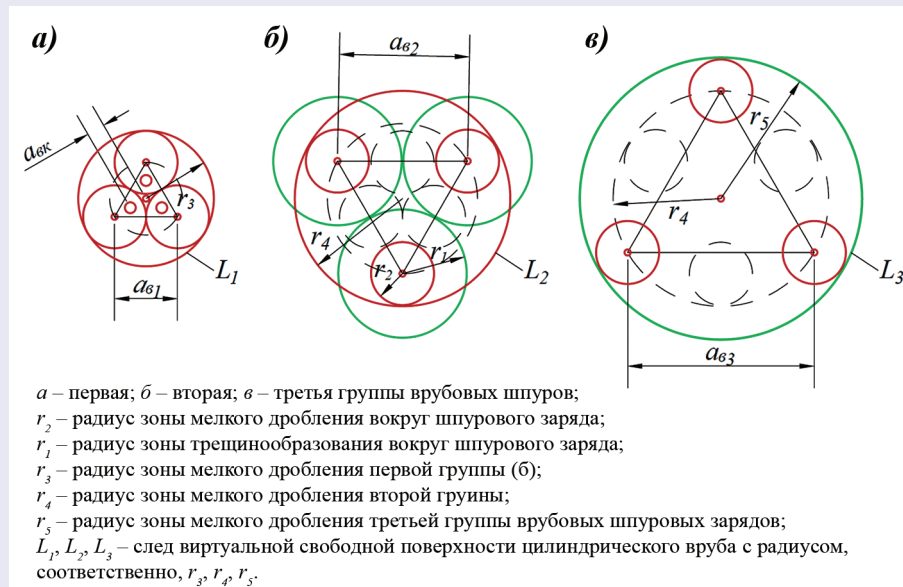 а) б) в)
aв2
aвк
r3
L1
aв1
r4
r2
r1
L2
r5
r4
L3
aв3
а – первая; б – вторая; в – третья группы врубовых шпуров;
r2 – радиус зоны мелкого дробления вокруг шпурового заряда;
r1 – радиус зоны трещинообразования вокруг шпурового заряда;
r3 – радиус зоны мелкого дробления первой группы (б);
r4 – радиус зоны мелкого дробления второй груины;
r5 – радиус зоны мелкого дробления третьей группы врубовых шпуровых зарядов;
L1, L2, L3 – след виртуальной свободной поверхности цилиндрического вруба с радиусом,
соответственно, r3, r4, r5.